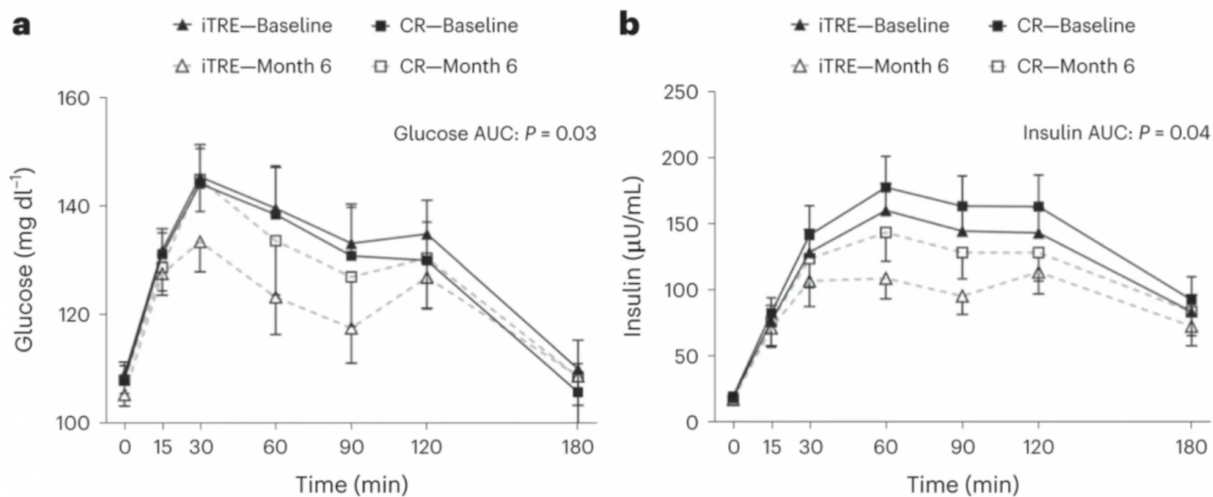 a
iTRE—Baseline CR—Baseline
iTRE—Month 6 CR—Month 6
160
140
120
100
Glucose (mg dl⁻¹)
Glucose AUC: P = 0.03
0 15 30 60 90 120 180
Time (min)
b
iTRE—Baseline CR—Baseline
iTRE—Month 6 CR—Month 6
250
200
150
100
50
0
Insulin (μU/mL)
Insulin AUC: P = 0.04
0 15 30 60 90 120 180
Time (min)